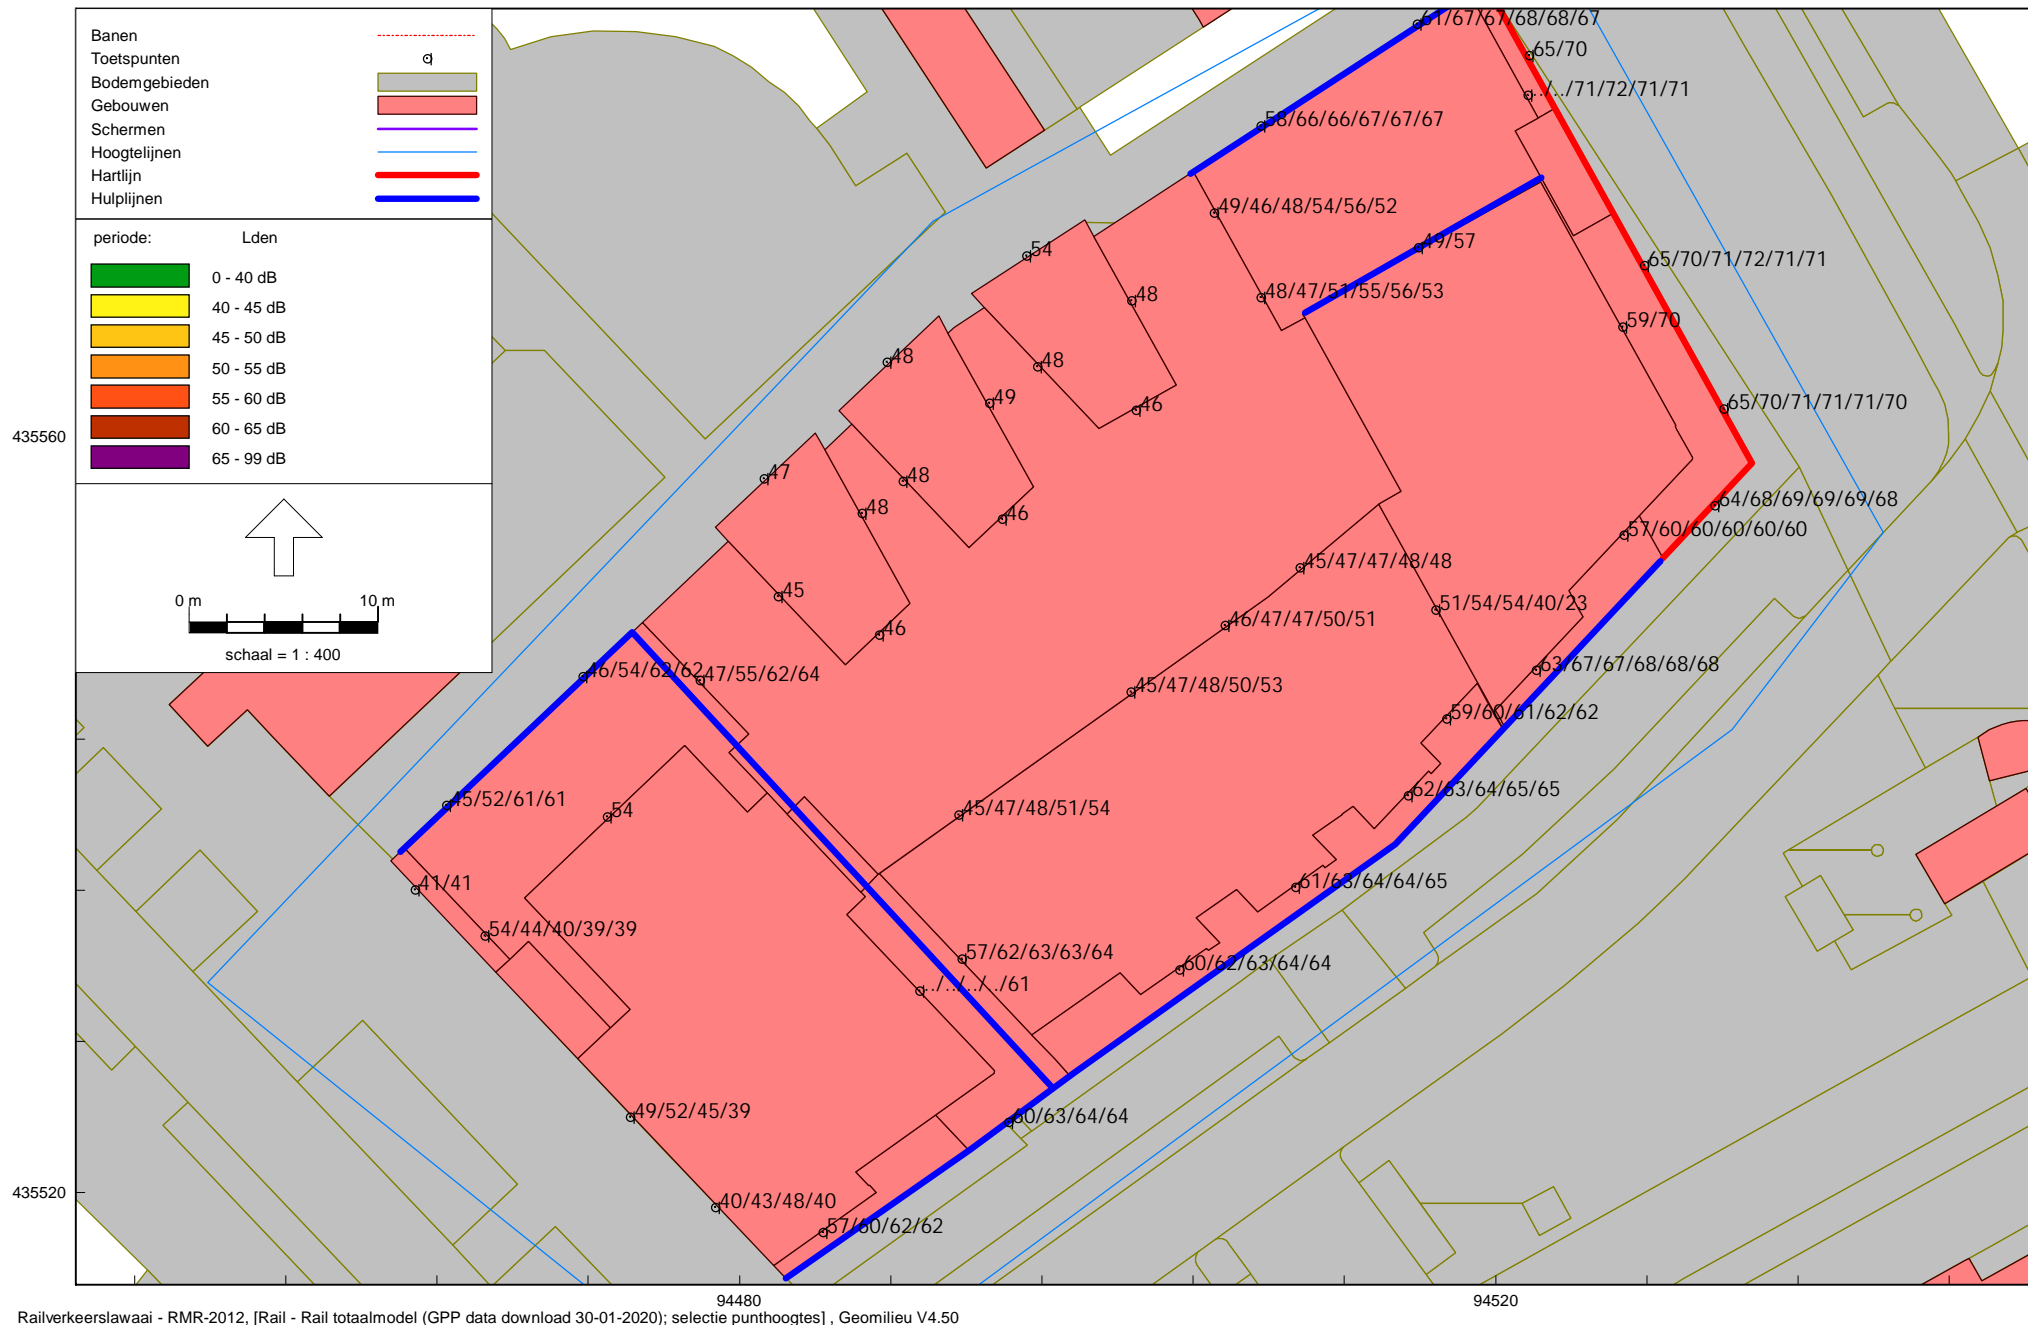 Banen
Toetspunten
Bodemgebieden
Gebouwen
Schermen
Hoogtelijnen
Hartlijn
Hulplijnen
periode: Lden
0 - 40 dB
40 - 45 dB
45 - 50 dB
50 - 55 dB
55 - 60 dB
60 - 65 dB
65 - 99 dB
0 m 10 m
schaal = 1 : 400
61/67/67/68/68/67
65/70
../../71/72/71/71
58/66/66/67/67/67
49/46/48/54/56/52
49/57
54
65/70/71/72/71/71
48
48/47/51/55/56/53
59/70
48
48
49
46
65/70/71/71/71/70
435560
47
48
46
48
64/68/69/69/69/68
57/60/60/60/60/60
45/47/47/48/48
45
51/54/54/40/23
46/47/47/50/51
46
63/67/67/68/68/68
46/54/62/62
47/55/62/64
45/47/48/50/53
59/60/61/62/62
62/63/64/65/65
45/52/61/61
54
45/47/48/51/54
41/41
61/63/64/64/65
54/44/40/39/39
57/62/63/63/64
60/62/63/64/64
../../../../61
49/52/45/39
60/63/64/64
435520
40/43/48/40
57/60/62/62
94480
94520
Railverkeerslawaai - RMR-2012, [Rail - Rail totaalmodel (GPP data download 30-01-2020); selectie punthoogtes] , Geomilieu V4.50